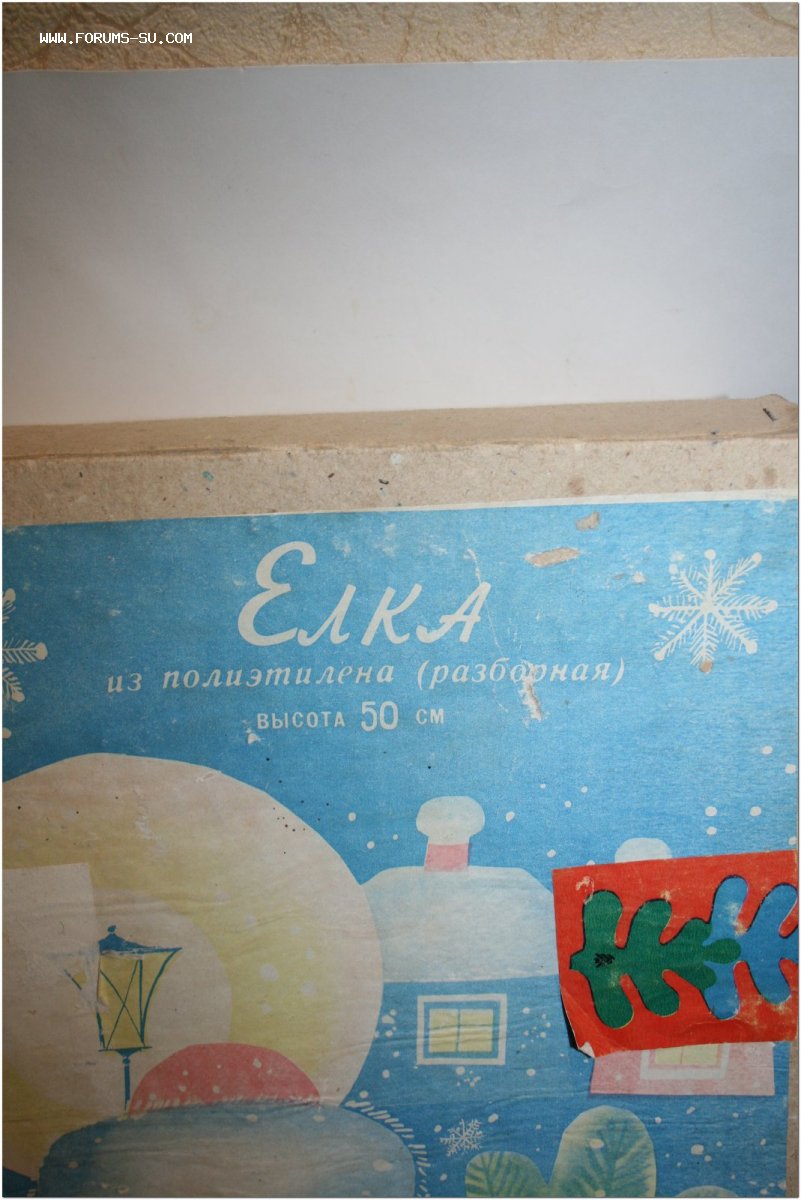 WWW.FORUMS-SU.COM
Елка
из полиэтилена (разборная)
ВЫСОТА 50 СМ